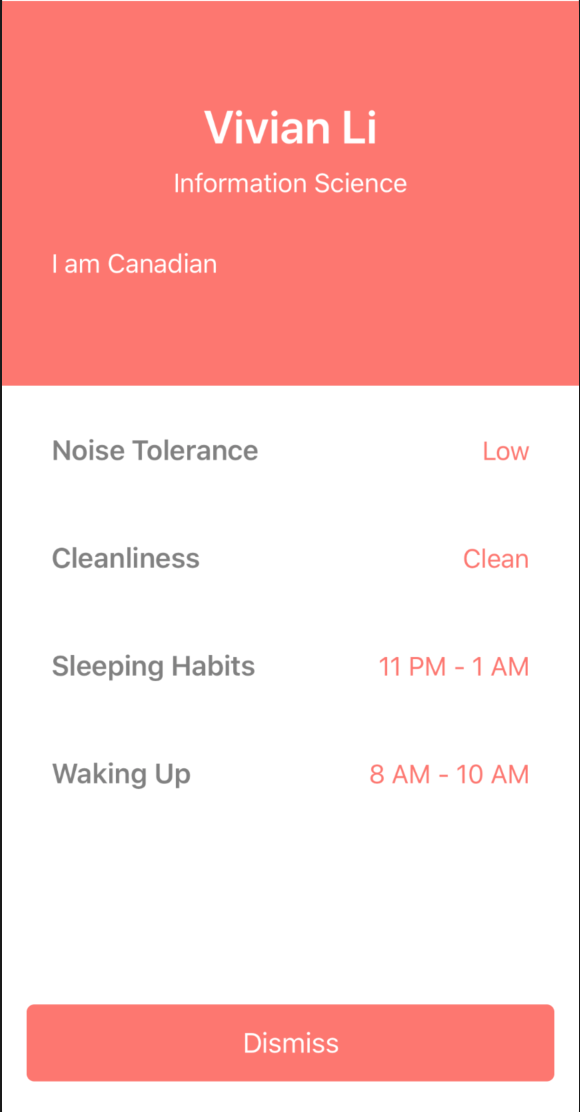 Vivian Li
Information Science
I am Canadian
Noise Tolerance Low
Cleanliness Clean
Sleeping Habits 11 PM - 1 AM
Waking Up 8 AM - 10 AM
Dismiss